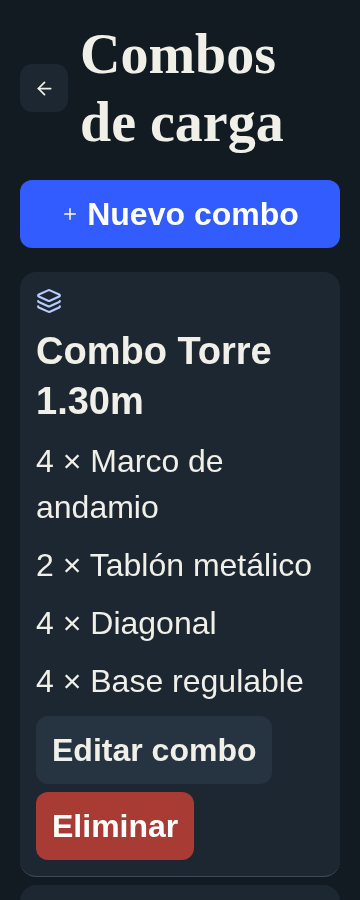 Combos
de carga
+ Nuevo combo
Combo Torre
1.30m
4 × Marco de
andamio
2 × Tablón metálico
4 × Diagonal
4 × Base regulable
Editar combo
Eliminar